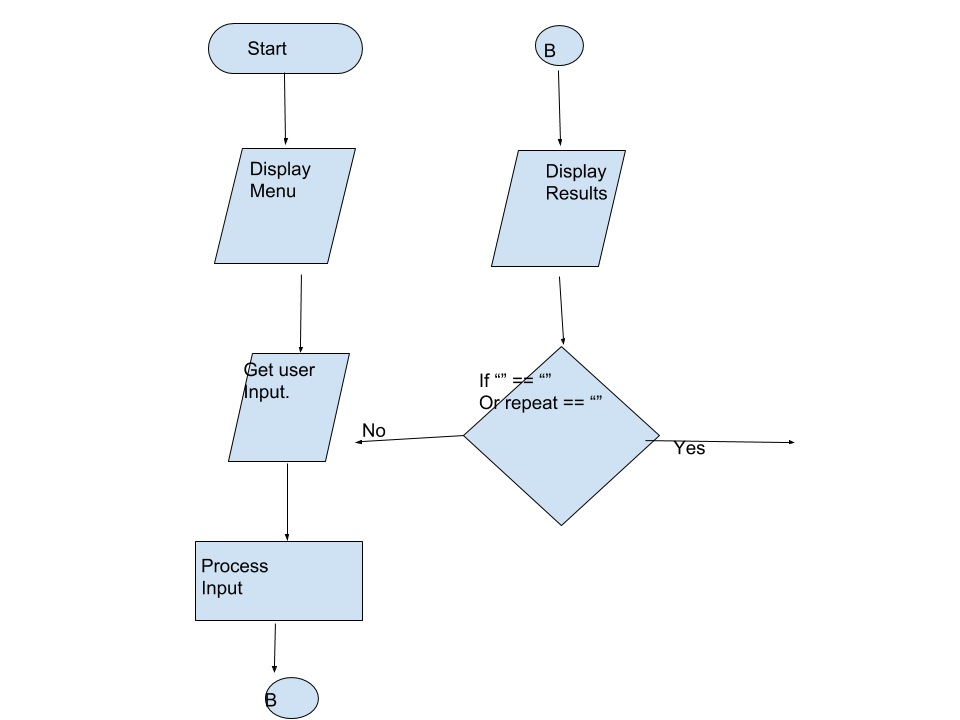 Start
Display
Menu
Get user
Input.
Process
Input
B
B
Display
Results
If “” == “”
Or repeat == “”
No
Yes